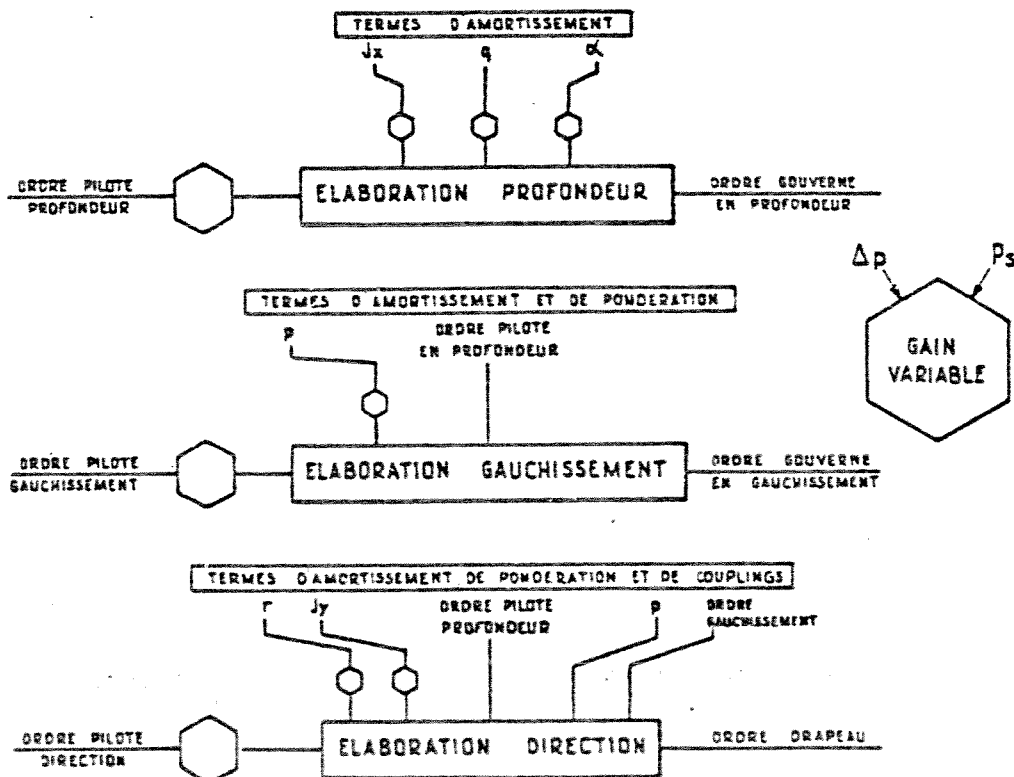 TERMES D'AMORTISSEMENT
Jx q α
ORDRE PILOTE
PROFONDEUR
ELABORATION PROFONDEUR
ORDRE GOUVERNE
EN PROFONDEUR
Δp Ps
GAIN
VARIABLE
TERMES D'AMORTISSEMENT ET DE PONDERATION
p
ORDRE PILOTE
EN PROFONDEUR
ORDRE PILOTE
GAUCHISSEMENT
ELABORATION GAUCHISSEMENT
ORDRE GOUVERNE
EN GAUCHISSEMENT
TERMES D'AMORTISSEMENT DE PONDERATION ET DE COUPLINGS
r Jy
ORDRE PILOTE
PROFONDEUR
p
ORDRE
GAUCHISSEMENT
ORDRE PILOTE
DIRECTION
ELABORATION DIRECTION
ORDRE DRAPEAU